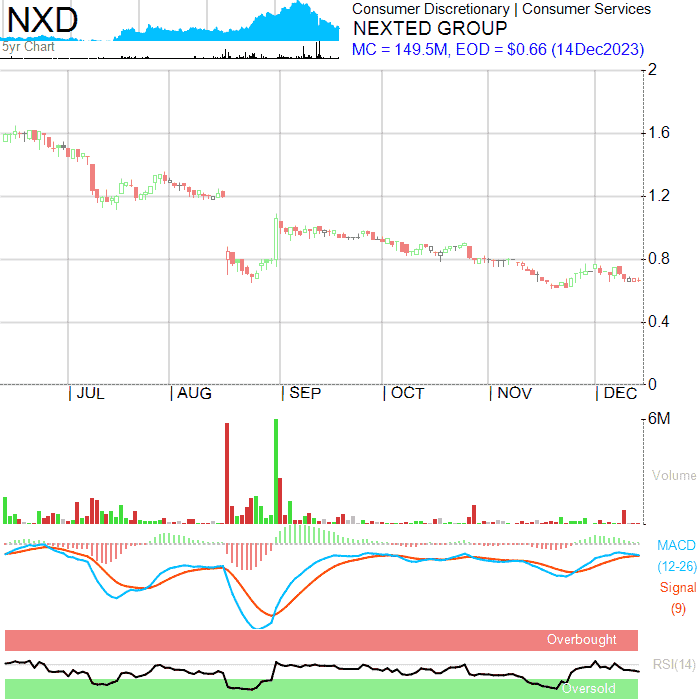 NXD
5yr Chart
Consumer Discretionary | Consumer Services
NEXTED GROUP
MC = 149.5M, EOD = $0.66 (14Dec2023)
2
1.6
1.2
0.8
0.4
0
JUL AUG SEP OCT NOV DEC
6M
Volume
MACD
(12-26)
Signal
(9)
Overbought
RSI(14)
Oversold